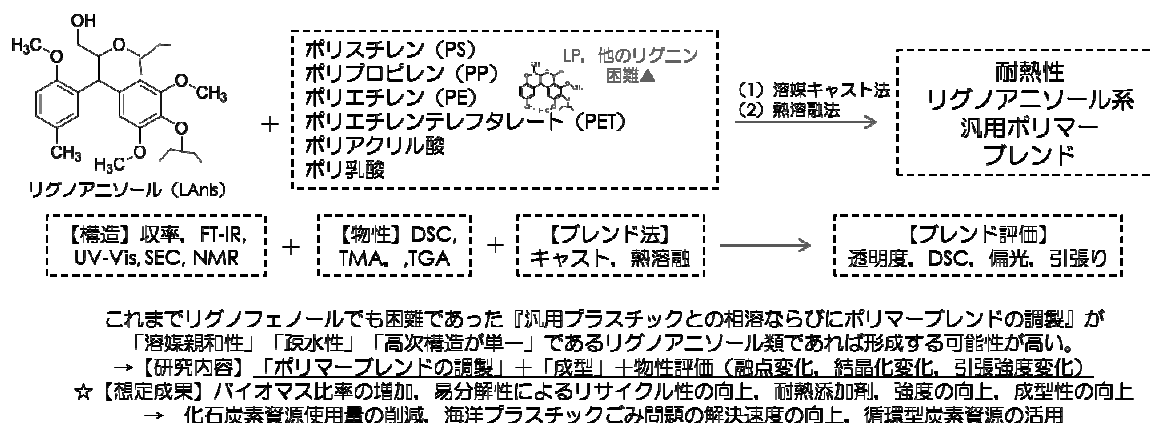 OH
H₃C
O
O
CH₃
O
CH₃
H₃C
O
O
リグノアニソール（LAnis）
+
ポリスチレン（PS）
ポリプロピレン（PP）
ポリエチレン（PE）
ポリエチレンテレフタレート（PET）
ポリアクリル酸
ポリ乳酸
LP，他のリグニン
困難▲
（1）溶媒キャスト法
（2）熱溶融法
耐熱性
リグノアニソール系
汎用ポリマー
ブレンド
【構造】収率，FT-IR,
UV-Vis, SEC, NMR
+
【物性】DSC,
TMA, ,TGA
+
【ブレンド法】
キャスト，熱溶融
【ブレンド評価】
透明度，DSC，偏光，引張り
これまでリグノフェノールでも困難であった『汎用プラスチックとの相溶ならびにポリマーブレンドの調製』が
「溶媒親和性」「疎水性」「高次構造が単一」であるリグノアニソール類であれば形成する可能性が高い。
→【研究内容】「ポリマーブレンドの調製」＋「成型」＋物性評価（融点変化，結晶化変化，引張強度変化）
☆【想定成果】バイオマス比率の増加，易分解性によるリサイクル性の向上，耐熱添加剤，強度の向上，成型性の向上
→ 化石炭素資源使用量の削減，海洋プラスチックごみ問題の解決速度の向上，循環型炭素資源の活用